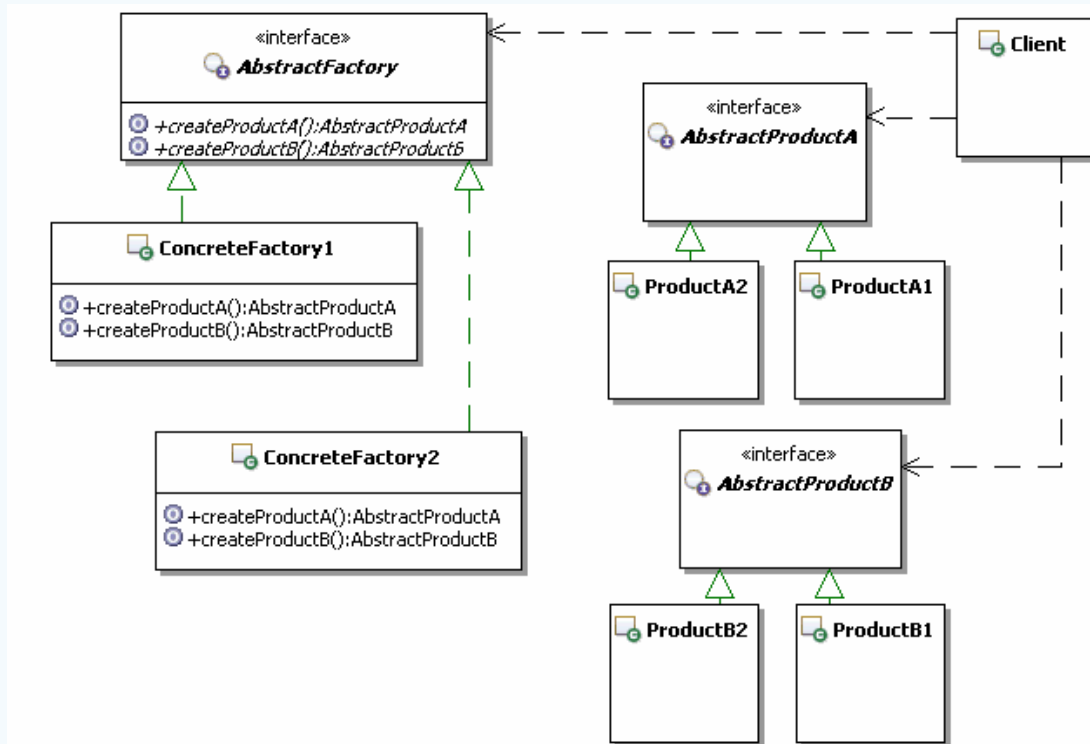 «interface»
AbstractFactory
+createProductA():AbstractProductA
+createProductB():AbstractProductB
Client
«interface»
AbstractProductA
ConcreteFactory1
+createProductA():AbstractProductA
+createProductB():AbstractProductB
ProductA2
ProductA1
ConcreteFactory2
+createProductA():AbstractProductA
+createProductB():AbstractProductB
«interface»
AbstractProductB
ProductB2
ProductB1